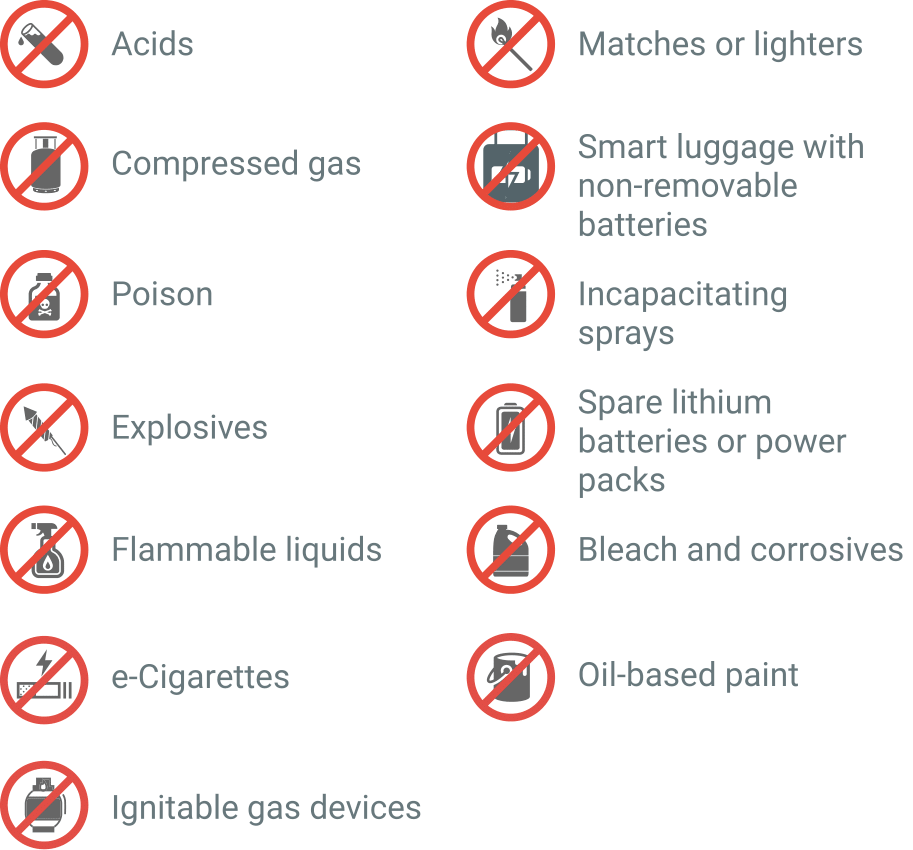 Acids
Compressed gas
Poison
Explosives
Flammable liquids
e-Cigarettes
Ignitable gas devices
Matches or lighters
Smart luggage with
non-removable
batteries
Incapacitating
sprays
Spare lithium
batteries or power
packs
Bleach and corrosives
Oil-based paint